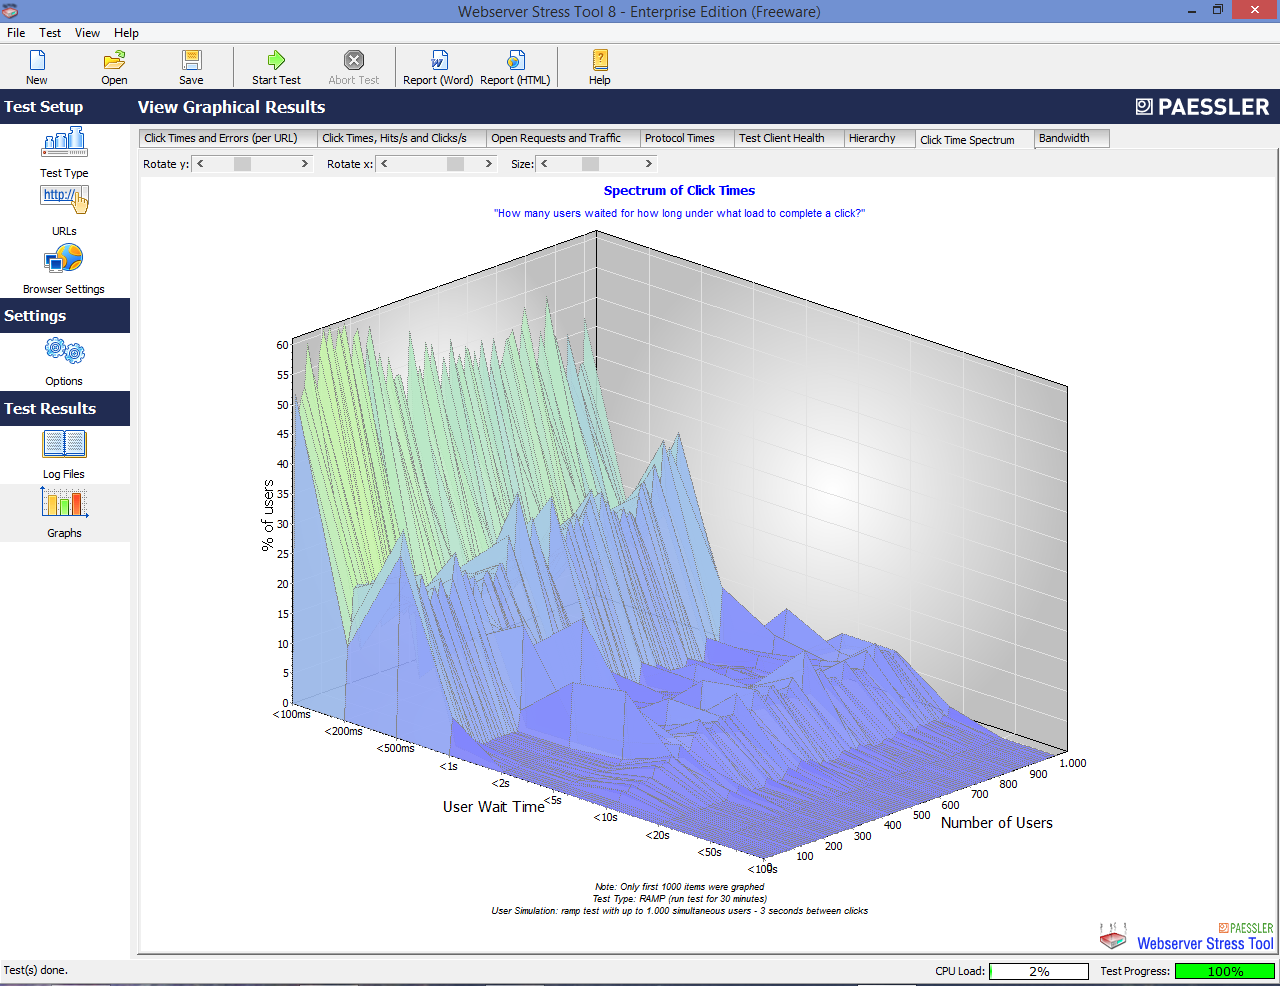 Webserver Stress Tool 8 - Enterprise Edition (Freeware)
File Test View Help
New Open Save Start Test Abort Test Report (Word) Report (HTML) Help
Test Setup
View Graphical Results
PAESSLER
Test Type
http://
URLs
Browser Settings
Settings
Options
Test Results
Log Files
Graphs
Click Times and Errors (per URL) Click Times, Hits/s and Clicks/s Open Requests and Traffic Protocol Times Test Client Health Hierarchy Click Time Spectrum Bandwidth
Rotate y: Rotate x: Size:
Spectrum of Click Times
"How many users waited for how long under what load to complete a click?"
60
55
50
45
40
35
30
25
20
15
10
5
0
% of users
<100ms
<200ms
<500ms
<1s
<2s
<5s
<10s
<20s
<50s
<100s
User Wait Time
0
100
200
300
400
500
600
700
800
900
1.000
Number of Users
Note: Only first 1000 items were graphed
Test Type: RAMP (run test for 30 minutes)
User Simulation: ramp test with up to 1.000 simultaneous users - 3 seconds between clicks
PAESSLER
Webserver Stress Tool
Test(s) done.
CPU Load: 2% Test Progress: 100%